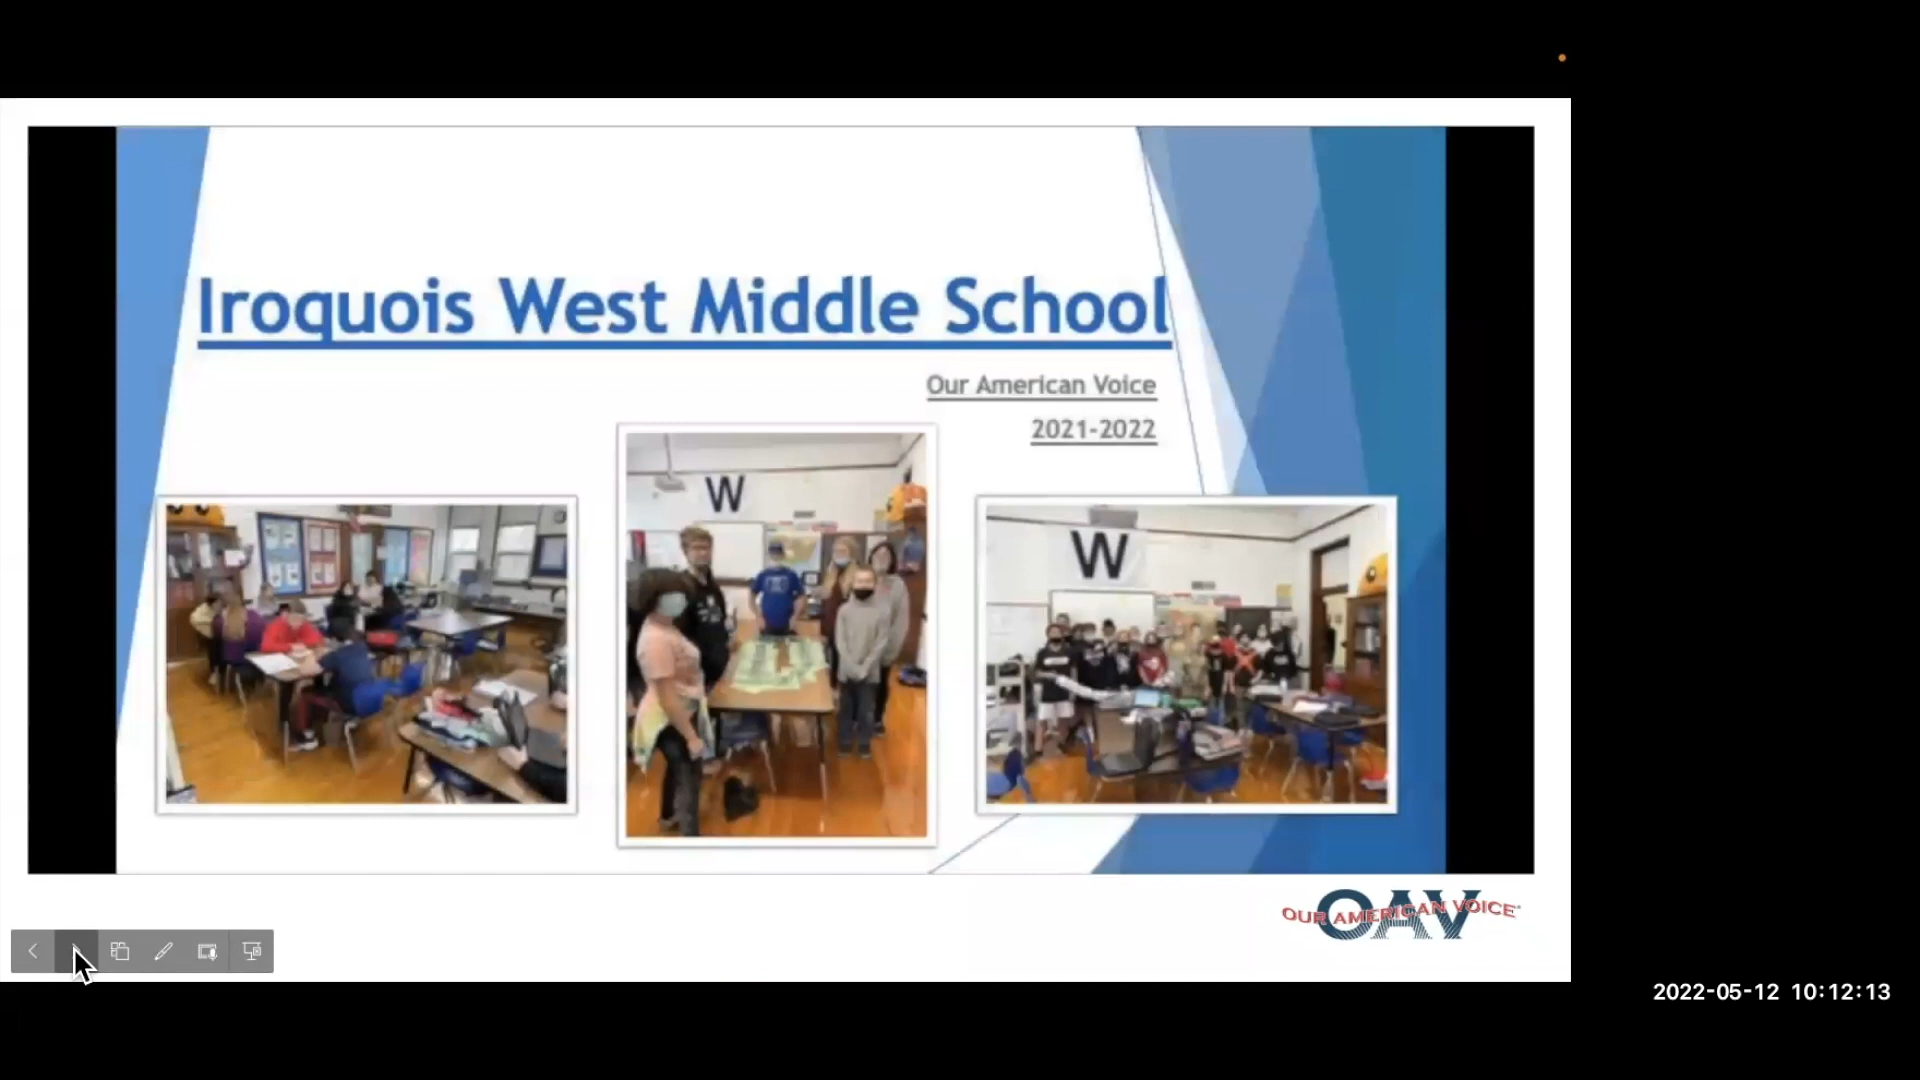 Iroquois West Middle School
Our American Voice
2021-2022
W
W
OAV
OUR AMERICAN VOICE
2022-05-12 10:12:13